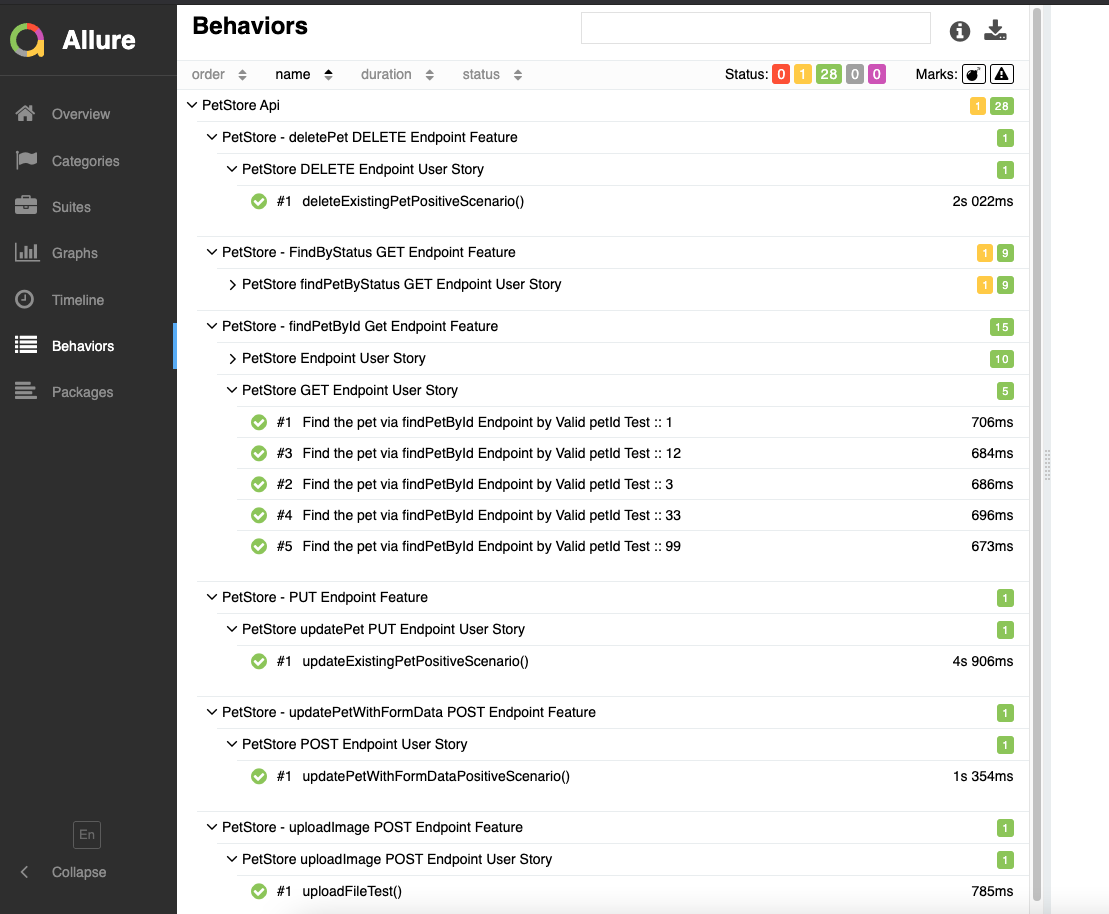 Allure
Overview
Categories
Suites
Graphs
Timeline
Behaviors
Packages
En
Collapse
Behaviors
order name duration status Status: 0 1 28 0 0 Marks:
PetStore Api 1 28
PetStore - deletePet DELETE Endpoint Feature 1
PetStore DELETE Endpoint User Story 1
#1 deleteExistingPetPositiveScenario() 2s 022ms
PetStore - FindByStatus GET Endpoint Feature 1 9
PetStore findPetByStatus GET Endpoint User Story 1 9
PetStore - findPetById Get Endpoint Feature 15
PetStore Endpoint User Story 10
PetStore GET Endpoint User Story 5
#1 Find the pet via findPetById Endpoint by Valid petId Test :: 1 706ms
#3 Find the pet via findPetById Endpoint by Valid petId Test :: 12 684ms
#2 Find the pet via findPetById Endpoint by Valid petId Test :: 3 686ms
#4 Find the pet via findPetById Endpoint by Valid petId Test :: 33 696ms
#5 Find the pet via findPetById Endpoint by Valid petId Test :: 99 673ms
PetStore - PUT Endpoint Feature 1
PetStore updatePet PUT Endpoint User Story 1
#1 updateExistingPetPositiveScenario() 4s 906ms
PetStore - updatePetWithFormData POST Endpoint Feature 1
PetStore POST Endpoint User Story 1
#1 updatePetWithFormDataPositiveScenario() 1s 354ms
PetStore - uploadImage POST Endpoint Feature 1
PetStore uploadImage POST Endpoint User Story 1
#1 uploadFileTest() 785ms